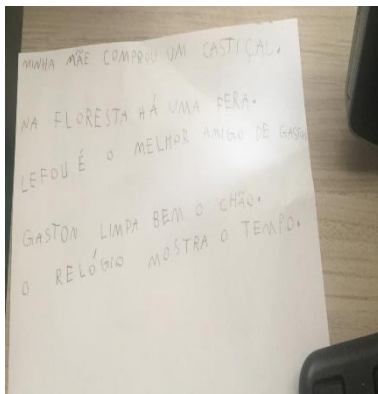 MINHA MÃE COMPROU UM CASTIÇAL.
NA FLORESTA HÁ UMA FERA.
LEFOU É O MELHOR AMIGO DE GASTON
GASTON LIMPA BEM O CHÃO.
O RELÓGIO MOSTRA O TEMPO.